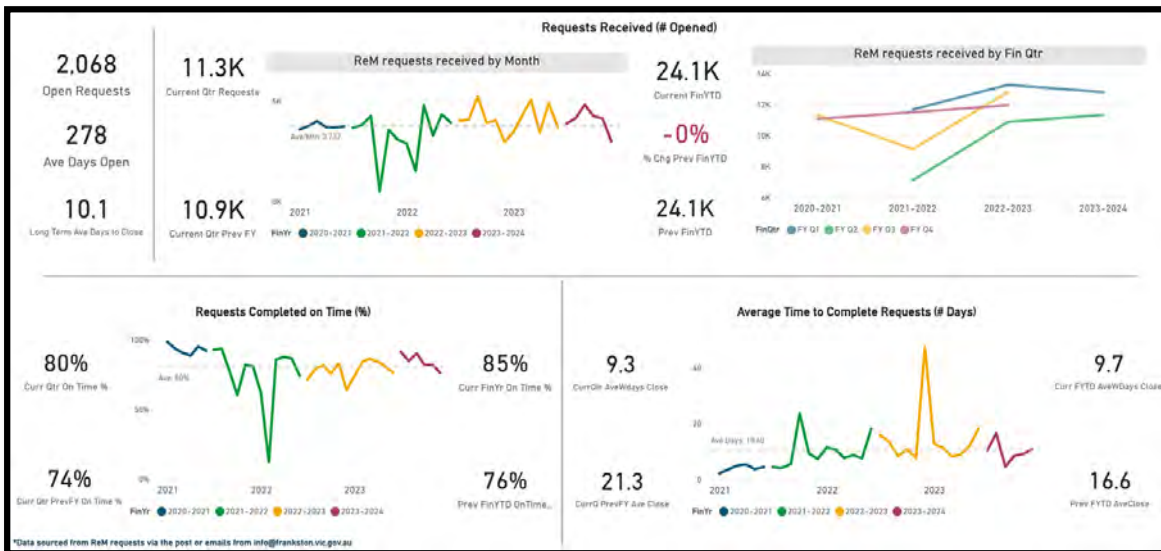 Requests Received (# Opened)
2,068
Open Requests
278
Ave Days Open
10.1
Long Term Ave Days to Close
11.3K
Current Qtr Requests
10.9K
Current Qtr Prev FY
ReM requests received by Month
5K
Ave/Mth 3,737
0K
2021 2022 2023
FinYr 2020-2021 2021-2022 2022-2023 2023-2024
24.1K
Current FinYTD
-0%
% Chg Prev FinYTD
24.1K
Prev FinYTD
ReM requests received by Fin Qtr
14K
12K
10K
8K
6K
2020-2021 2021-2022 2022-2023 2023-2024
FinQtr FY Q1 FY Q2 FY Q3 FY Q4
Requests Completed on Time (%)
80%
Curr Qtr On Time %
74%
Curr Qtr PrevFY On Time %
100%
Ave: 80%
50%
0%
2021 2022 2023
FinYr 2020-2021 2021-2022 2022-2023 2023-2024
85%
Curr FinYr On Time %
76%
Prev FinYTD OnTime...
Average Time to Complete Requests (# Days)
9.3
CurrQtr AveWdays Close
21.3
CurrQ PrevFY Ave Close
40
20
Ave Days:
0
2021 2022 2023
FinYr 2020-2021 2021-2022 2022-2023 2023-2024
9.7
Curr FYTD AveWDays Close
16.6
Prev FYTD AveClose
*Data sourced from ReM requests via the post or emails from info@frankston.vic.gov.au